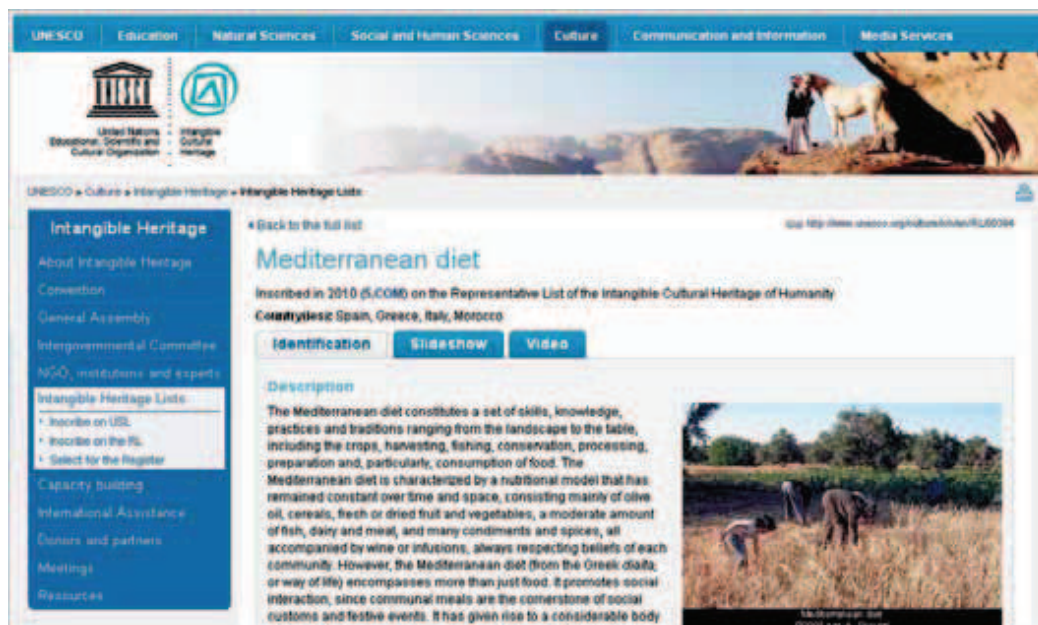 UNESCO Education Natural Sciences Social and Human Sciences Culture Communication and Information Media Services
United Nations
Educational, Scientific and
Cultural Organization
Intangible
Cultural
Heritage
UNESCO » Culture » Intangible Heritage » Intangible Heritage Lists
Intangible Heritage
About Intangible Heritage
Convention
General Assembly
Intergovernmental Committee
NGO, institutions and experts
Intangible Heritage Lists
Inscribe on USL
Inscribe on the RL
Select for the Register
Capacity building
International Assistance
Donors and partners
Meetings
Resources
Back to the full list
Mediterranean diet
Inscribed in 2010 (5.COM) on the Representative List of the Intangible Cultural Heritage of Humanity
Spain, Greece, Italy, Morocco
Identification Slideshow Video
Description
The Mediterranean diet constitutes a set of skills, knowledge,
practices and traditions ranging from the landscape to the table,
including the crops, harvesting, fishing, conservation, processing,
preparation and, particularly, consumption of food. The
Mediterranean diet is characterized by a nutritional model that has
remained constant over time and space, consisting mainly of olive
oil, cereals, fresh or dried fruit and vegetables, a moderate amount
of fish, dairy and meat, and many condiments and spices, all
accompanied by wine or infusions, always respecting beliefs of each
community. However, the Mediterranean diet (from the Greek diaita,
or way of life) encompasses more than just food. It promotes social
interaction, since communal meals are the cornerstone of social
customs and festive events. It has given rise to a considerable body
Mediterranean diet